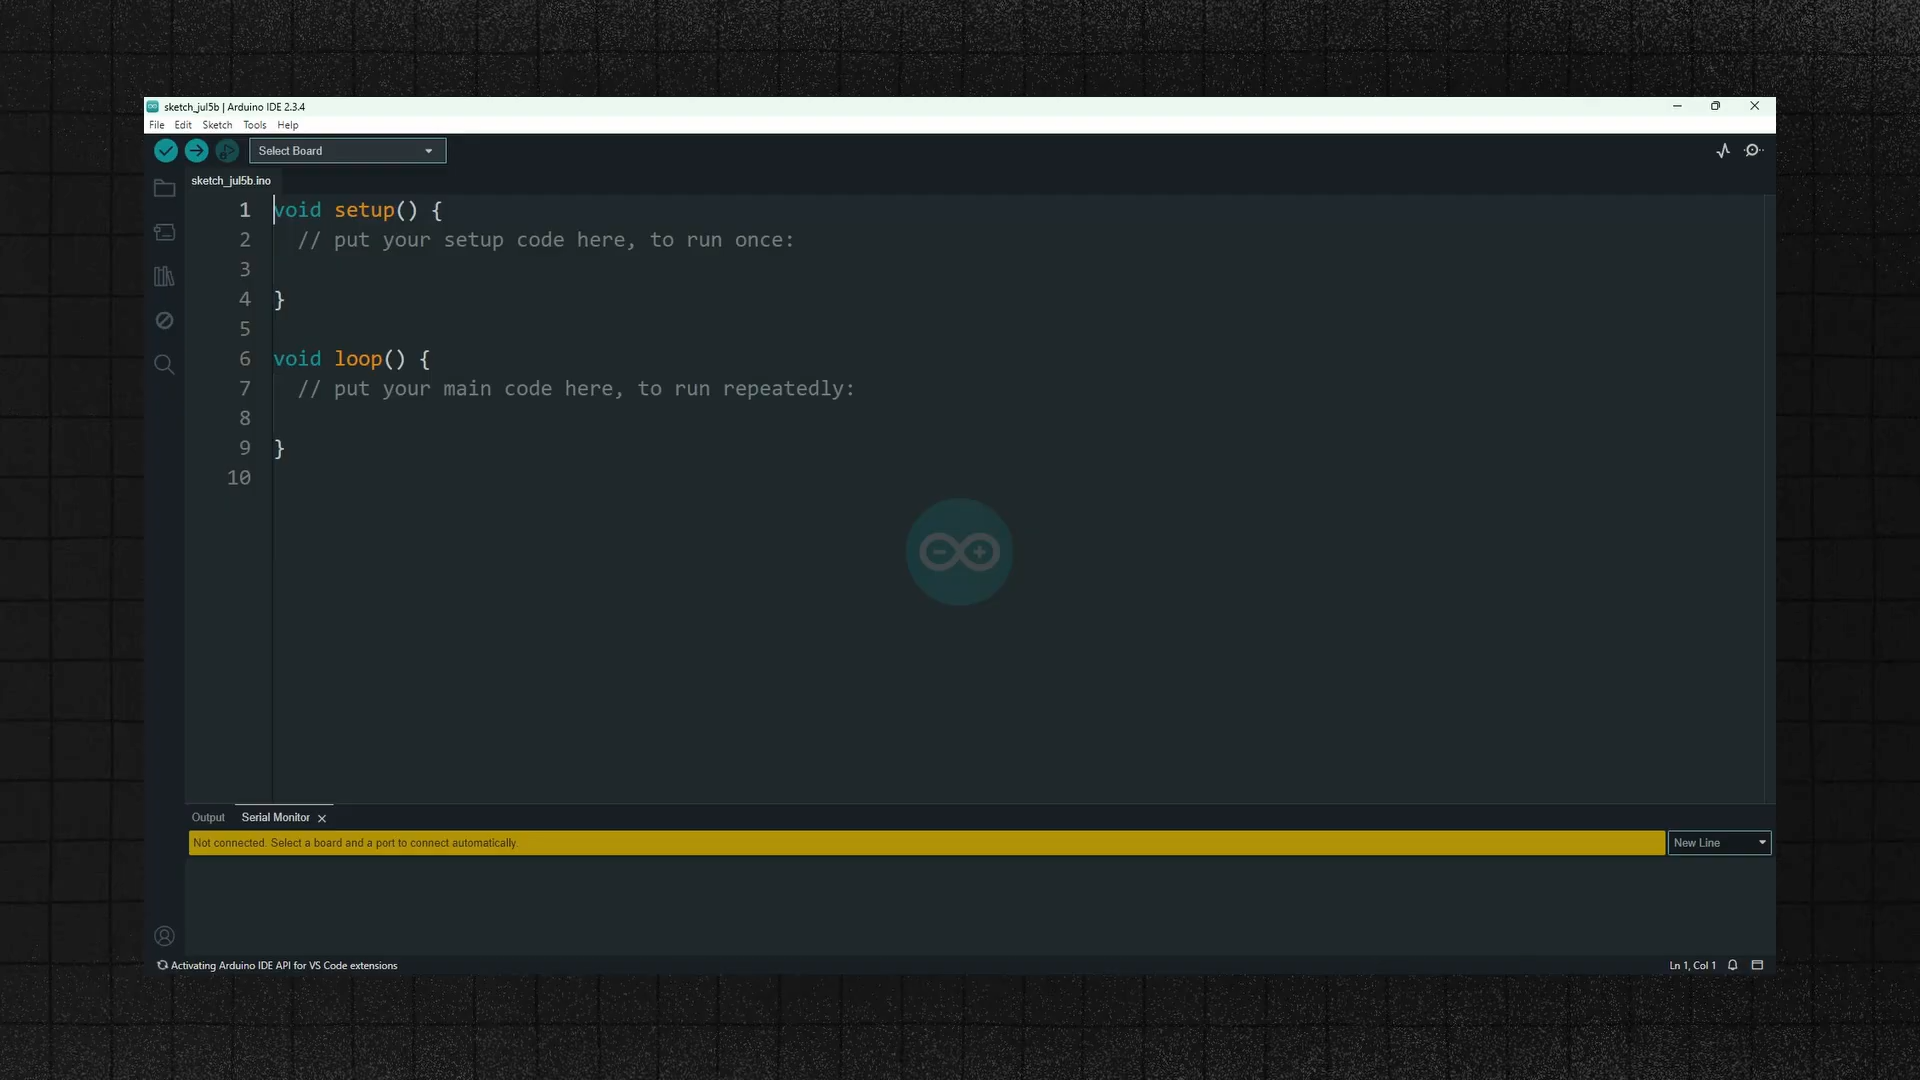 sketch_jul5b | Arduino IDE 2.3.4
File Edit Sketch Tools Help
Select Board
sketch_jul5b.ino
1 void setup() {
2 // put your setup code here, to run once:
3
4 }
5
6 void loop() {
7 // put your main code here, to run repeatedly:
8
9 }
10
Output Serial Monitor
Not connected. Select a board and a port to connect automatically.
New Line
Activating Arduino IDE API for VS Code extensions
Ln 1, Col 1